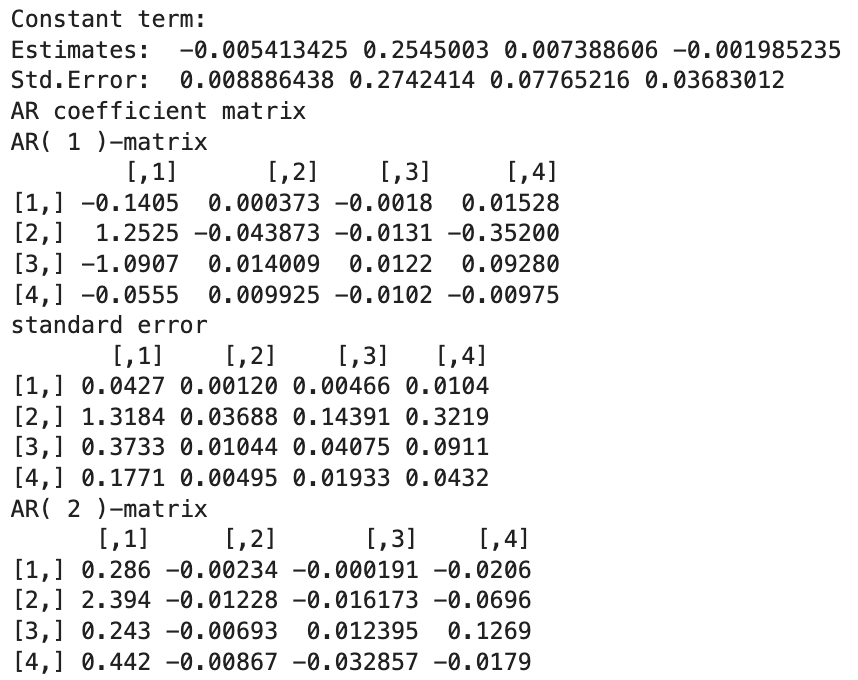 Constant term:
Estimates:  -0.005413425 0.2545003 0.007388606 -0.001985235
Std.Error:  0.008886438 0.2742414 0.07765216 0.03683012
AR coefficient matrix
AR( 1 )-matrix
        [,1]      [,2]    [,3]     [,4]
[1,] -0.1405  0.000373 -0.0018  0.01528
[2,]  1.2525 -0.043873 -0.0131 -0.35200
[3,] -1.0907  0.014009  0.0122  0.09280
[4,] -0.0555  0.009925 -0.0102 -0.00975
standard error
       [,1]    [,2]    [,3]   [,4]
[1,] 0.0427 0.00120 0.00466 0.0104
[2,] 1.3184 0.03688 0.14391 0.3219
[3,] 0.3733 0.01044 0.04075 0.0911
[4,] 0.1771 0.00495 0.01933 0.0432
AR( 2 )-matrix
      [,1]     [,2]      [,3]    [,4]
[1,] 0.286 -0.00234 -0.000191 -0.0206
[2,] 2.394 -0.01228 -0.016173 -0.0696
[3,] 0.243 -0.00693  0.012395  0.1269
[4,] 0.442 -0.00867 -0.032857 -0.0179